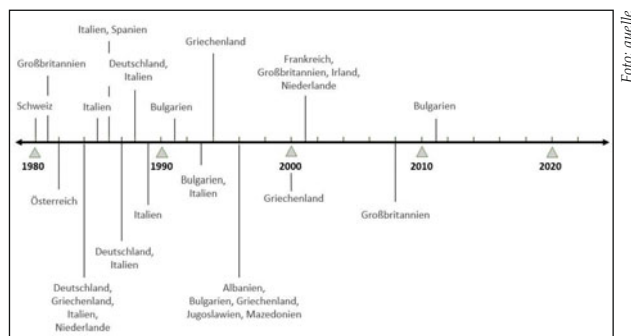 Italien, Spanien
Großbritannien
Deutschland,
Italien
Griechenland
Frankreich,
Großbritannien, Irland,
Niederlande
Schweiz
Italien
Bulgarien
Bulgarien
1980
1990
2000
2010
2020
Österreich
Italien
Bulgarien,
Italien
Griechenland
Großbritannien
Deutschland,
Italien
Deutschland,
Griechenland,
Italien,
Niederlande
Albanien,
Bulgarien, Griechenland,
Jugoslawien, Mazedonien
Foto: quelle